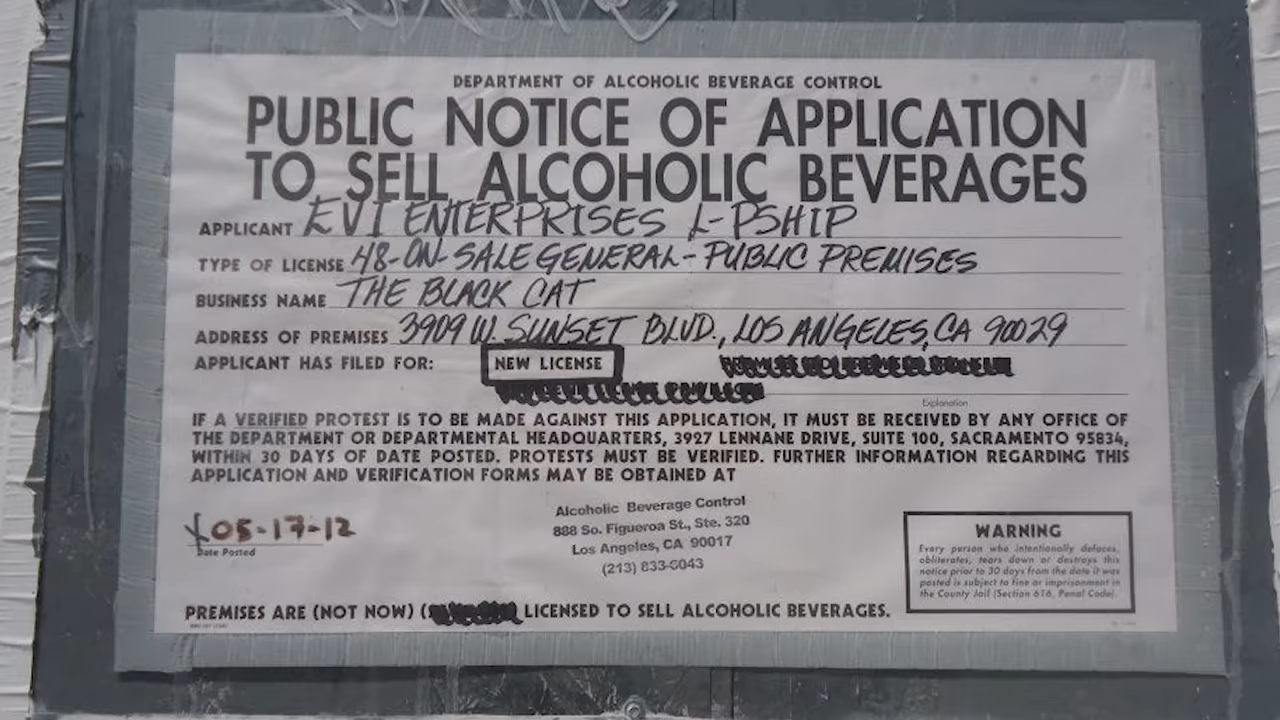 DEPARTMENT OF ALCOHOLIC BEVERAGE CONTROL
PUBLIC NOTICE OF APPLICATION
TO SELL ALCOHOLIC BEVERAGES
APPLICANT EVI ENTERPRISES L-PSHIP
TYPE OF LICENSE 48-ON-SALE GENERAL-PUBLIC PREMISES
BUSINESS NAME THE BLACK CAT
ADDRESS OF PREMISES 3909 W. SUNSET BLVD., LOS ANGELES, CA 90029
APPLICANT HAS FILED FOR: NEW LICENSE
Explanation
IF A VERIFIED PROTEST IS TO BE MADE AGAINST THIS APPLICATION, IT MUST BE RECEIVED BY ANY OFFICE OF
THE DEPARTMENT OR DEPARTMENTAL HEADQUARTERS, 3927 LENNANE DRIVE, SUITE 100, SACRAMENTO 95834,
WITHIN 30 DAYS OF DATE POSTED. PROTESTS MUST BE VERIFIED. FURTHER INFORMATION REGARDING THIS
APPLICATION AND VERIFICATION FORMS MAY BE OBTAINED AT
Alcoholic Beverage Control
888 So. Figueroa St., Ste. 320
Los Angeles, CA 90017
(213) 833-6043
05-17-12
Date Posted
WARNING
Every person who intentionally defaces,
obliterates, tears down or destroys this
notice prior to 30 days from the date it was
posted is subject to fine or imprisonment in
the County Jail (Section 616, Penal Code).
PREMISES ARE (NOT NOW) ( LICENSED TO SELL ALCOHOLIC BEVERAGES.